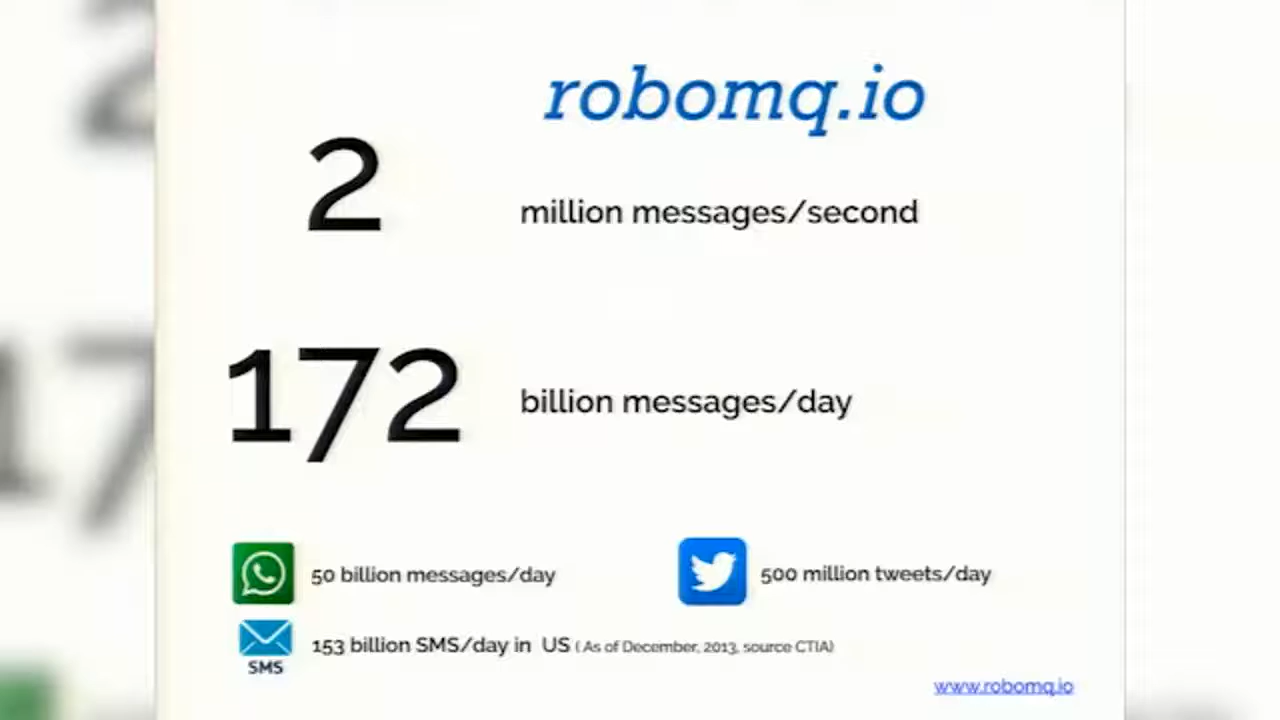 robomq.io
2 million messages/second
172 billion messages/day
50 billion messages/day
500 million tweets/day
SMS
153 billion SMS/day in US ( As of December, 2013, source CTIA)
www.robomq.io